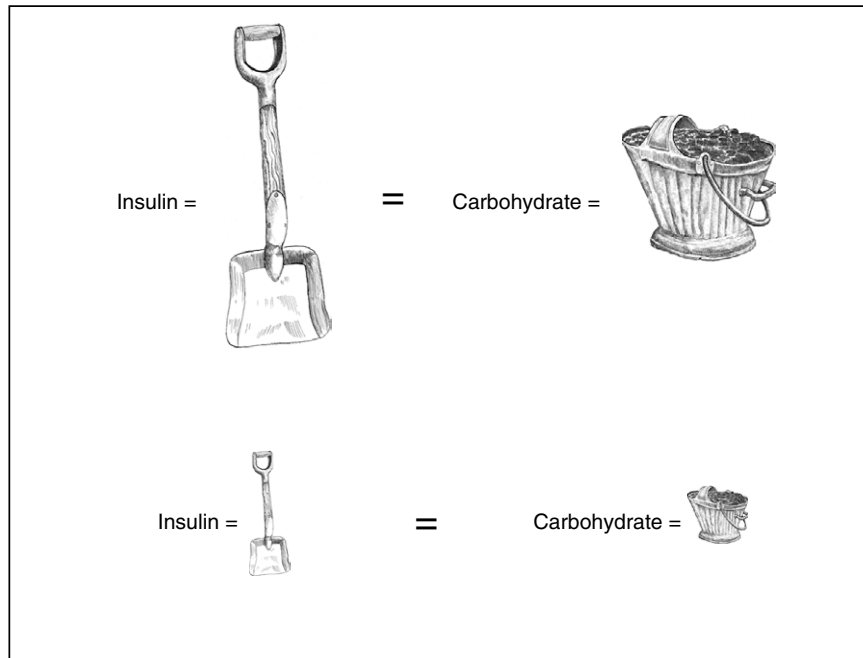 Insulin = = Carbohydrate =
Insulin = = Carbohydrate =